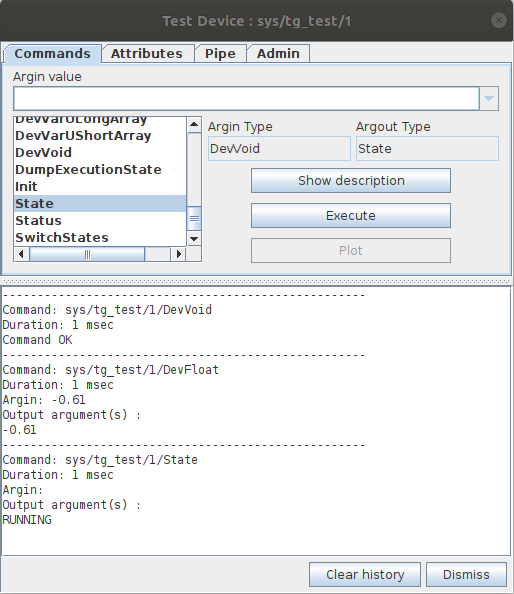 Test Device : sys/tg_test/1
Commands Attributes Pipe Admin
Argin value
DevVarULongArray
DevVarUShortArray
DevVoid
DumpExecutionState
Init
State
Status
SwitchStates
Argin Type Argout Type
DevVoid State
Show description
Execute
Plot
--------------------------------------------------
Command: sys/tg_test/1/DevVoid
Duration: 1 msec
Command OK
--------------------------------------------------
Command: sys/tg_test/1/DevFloat
Duration: 1 msec
Argin: -0.61
Output argument(s) :
-0.61
--------------------------------------------------
Command: sys/tg_test/1/State
Duration: 1 msec
Argin:
Output argument(s) :
RUNNING
Clear history Dismiss